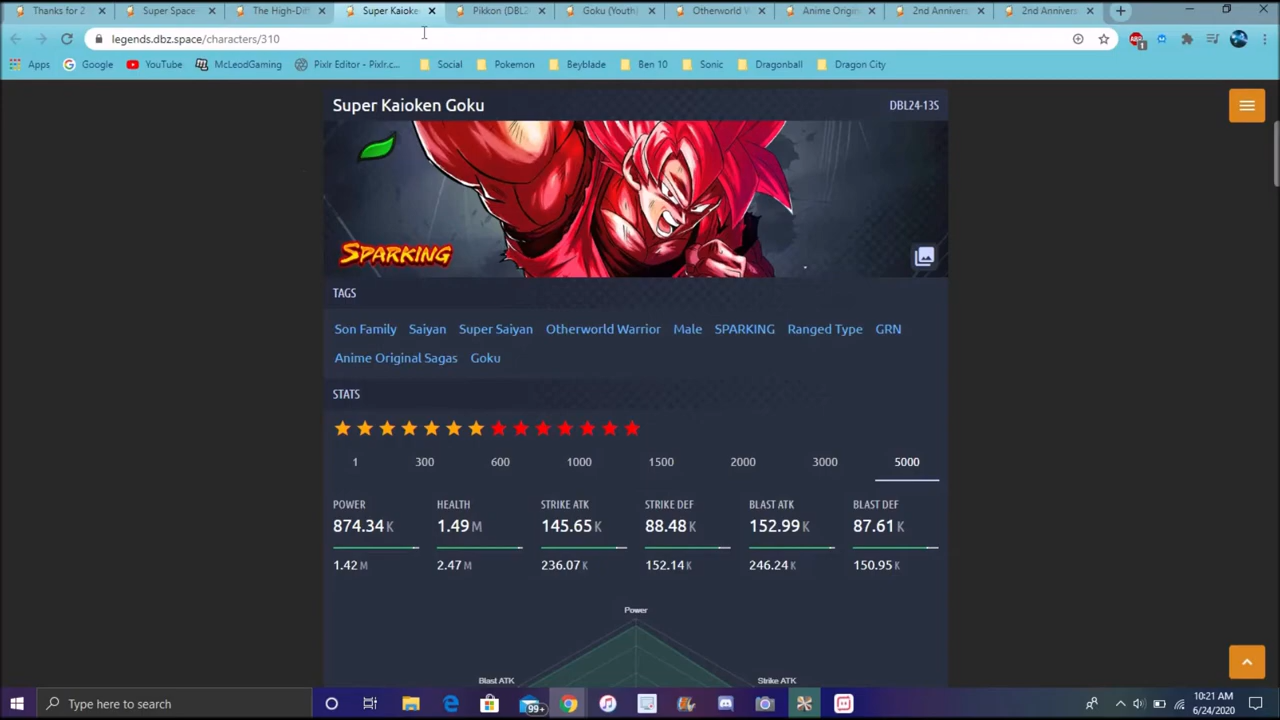 Thanks for 2
Super Space
The High-Dif
Super Kaioke
Pikkon (DBL2
Goku (Youth)
Otherworld W
Anime Origi
2nd Annivers
2nd Annivers
legends.dbz.space/characters/310
Apps
Google
YouTube
McLeodGaming
Pixlr Editor - Pixlr.c...
Social
Pokemon
Beyblade
Ben 10
Sonic
Dragonball
Dragon City
Super Kaioken Goku DBL24-13S
SPARKING
TAGS
Son Family Saiyan Super Saiyan Otherworld Warrior Male SPARKING Ranged Type GRN
Anime Original Sagas Goku
STATS
1 300 600 1000 1500 2000 3000 5000
POWER HEALTH STRIKE ATK STRIKE DEF BLAST ATK BLAST DEF
874.34 K 1.49 M 145.65 K 88.48 K 152.99 K 87.61 K
1.42 M 2.47 M 236.07 K 152.14 K 246.24 K 150.95 K
Power
Blast ATK Strike ATK
Type here to search
99+
10:21 AM
6/24/2020